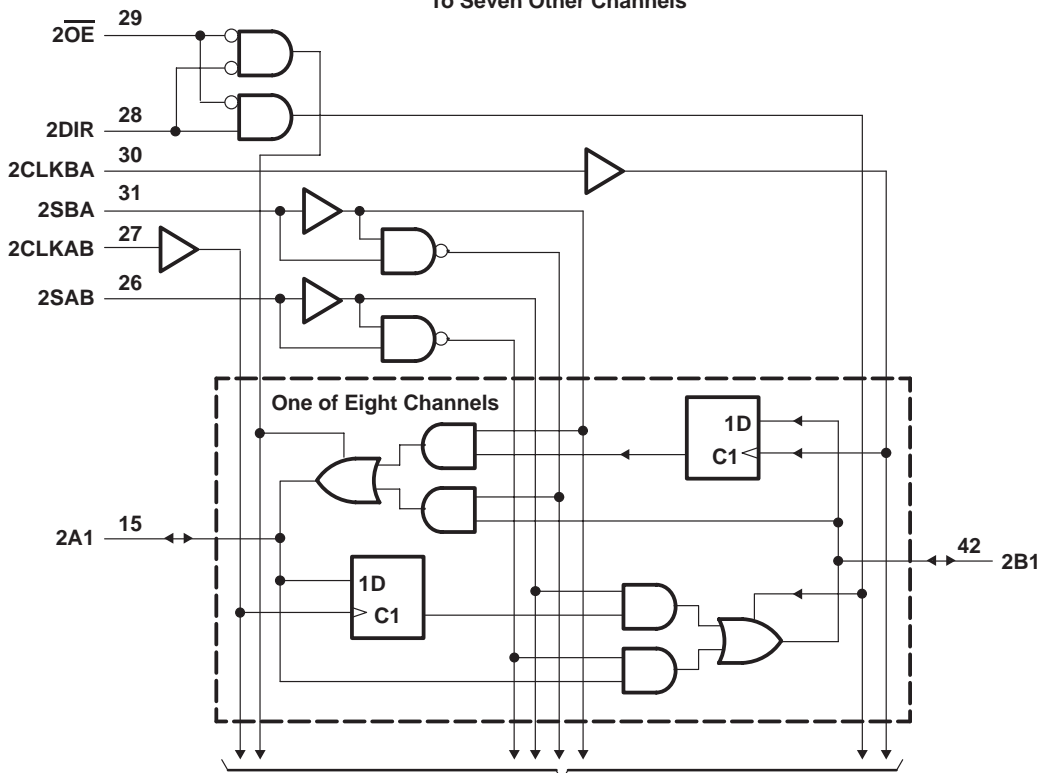 To Seven Other Channels
2OE 29
2DIR 28
2CLKBA 30
2SBA 31
2CLKAB 27
2SAB 26
One of Eight Channels
1D
C1
2A1 15
42 2B1
1D
C1